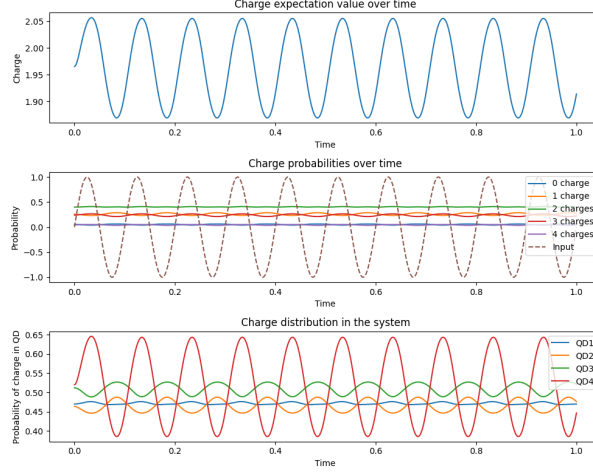 Charge expectation value over time
2.05
2.00
1.95
1.90
Charge
0.0
0.2
0.4
0.6
0.8
1.0
Time
Charge probabilities over time
1.0
0.5
0.0
−0.5
−1.0
Probability
0 charge
1 charge
2 charges
3 charges
4 charges
Input
0.0
0.2
0.4
0.6
0.8
1.0
Time
Charge distribution in the system
0.65
0.60
0.55
0.50
0.45
0.40
Probability of charge in QD
QD1
QD2
QD3
QD4
0.0
0.2
0.4
0.6
0.8
1.0
Time